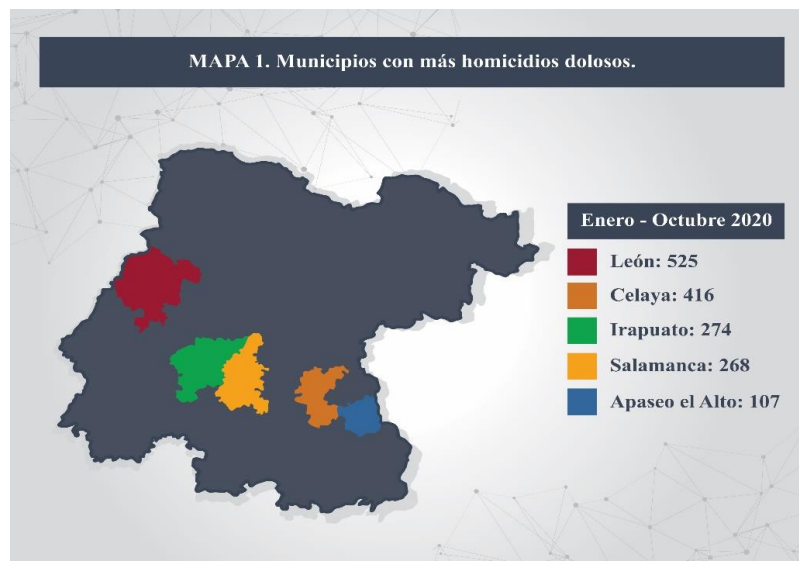 MAPA 1. Municipios con más homicidios dolosos.
Enero - Octubre 2020
León: 525
Celaya: 416
Irapuato: 274
Salamanca: 268
Apaseo el Alto: 107